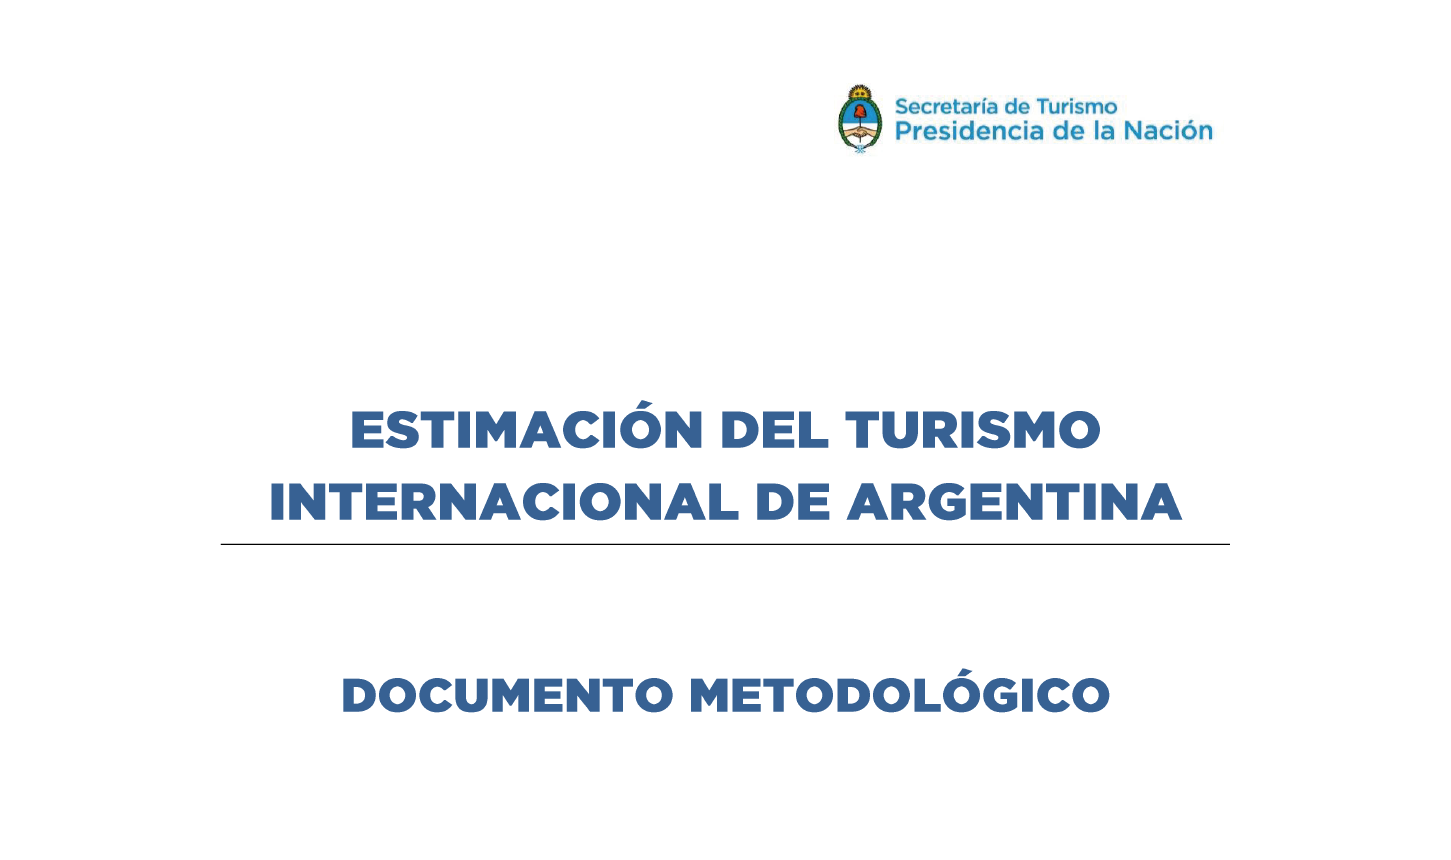 Secretaría de Turismo
Presidencia de la Nación
ESTIMACIÓN DEL TURISMO
INTERNACIONAL DE ARGENTINA
DOCUMENTO METODOLÓGICO